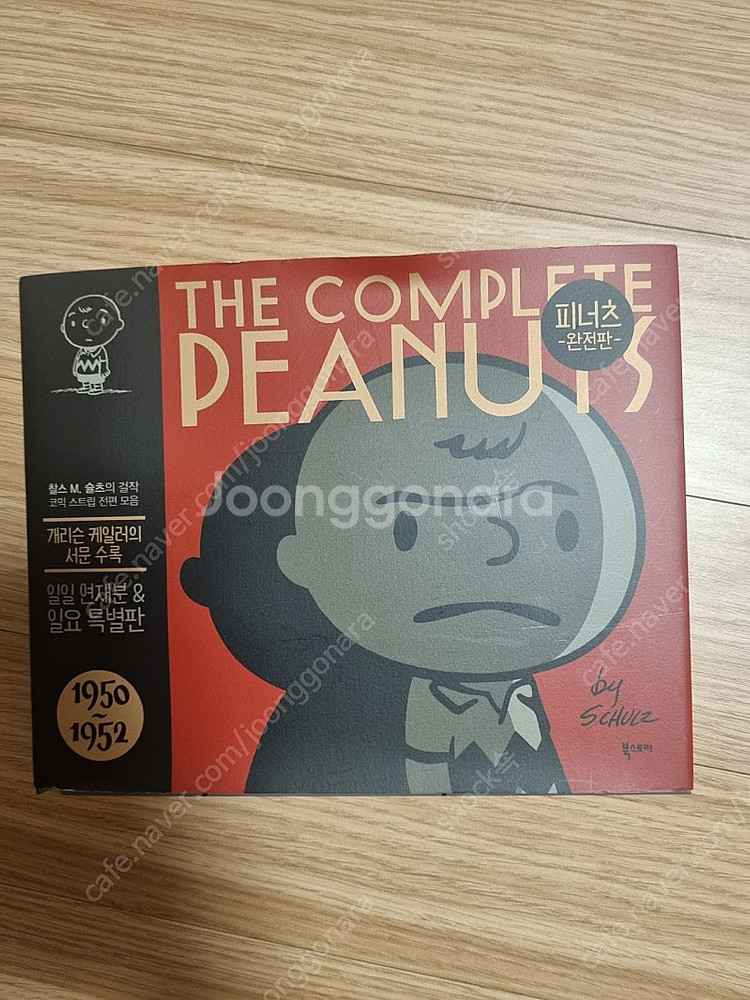 THE COMPLETE
PEANUTS
피너츠
-완전판-
찰스 M. 슐츠의 걸작
코믹 스트립 전편 모음
개리슨 케일러의
서문 수록
일일 연재분 &
일요 특별판
1950
~
1952
by
SCHULZ
북스토리
Joonggonara
cafe.naver.com/joonggonara